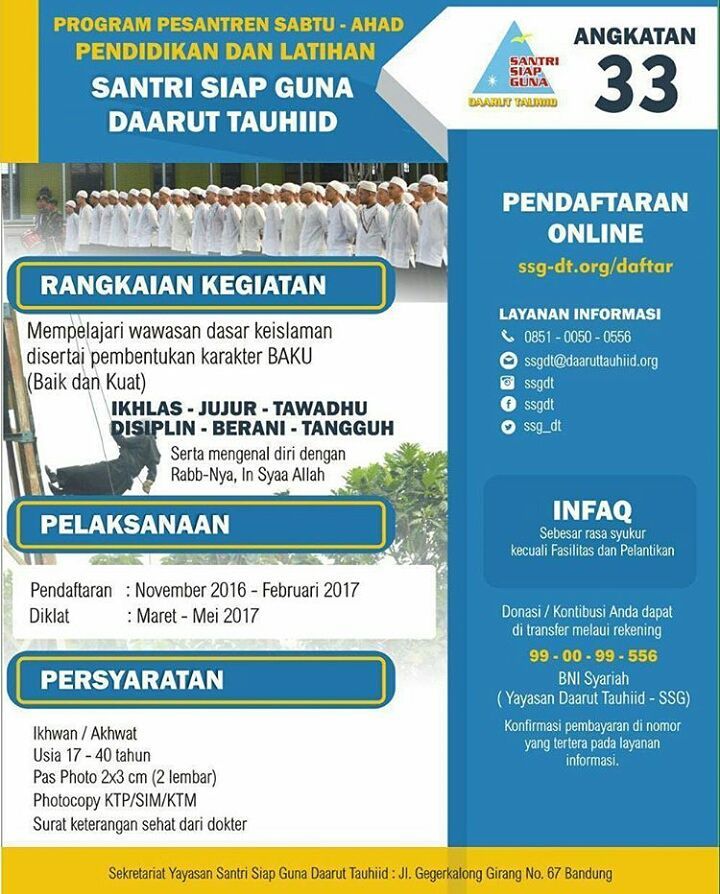 PROGRAM PESANTREN SABTU - AHAD
PENDIDIKAN DAN LATIHAN
SANTRI SIAP GUNA
DAARUT TAUHIID
SANTRI
SIAP
GUNA
DAARUT TAUHIID
ANGKATAN
33
RANGKAIAN KEGIATAN
Mempelajari wawasan dasar keislaman
disertai pembentukan karakter BAKU
(Baik dan Kuat)
IKHLAS - JUJUR - TAWADHU
DISIPLIN - BERANI - TANGGUH
Serta mengenal diri dengan
Rabb-Nya, In Syaa Allah
PELAKSANAAN
Pendaftaran : November 2016 - Februari 2017
Diklat : Maret - Mei 2017
PERSYARATAN
Ikhwan / Akhwat
Usia 17 - 40 tahun
Pas Photo 2x3 cm (2 lembar)
Photocopy KTP/SIM/KTM
Surat keterangan sehat dari dokter
PENDAFTARAN
ONLINE
ssg-dt.org/daftar
LAYANAN INFORMASI
0851 - 0050 - 0556
ssgdt@daaruttauhiid.org
ssgdt
ssgdt
ssg_dt
INFAQ
Sebesar rasa syukur
kecuali Fasilitas dan Pelantikan
Donasi / Kontibusi Anda dapat
di transfer melaui rekening
99 - 00 - 99 - 556
BNI Syariah
( Yayasan Daarut Tauhiid - SSG)
Konfirmasi pembayaran di nomor
yang tertera pada layanan
informasi.
Sekretariat Yayasan Santri Siap Guna Daarut Tauhiid : Jl. Gegerkalong Girang No. 67 Bandung